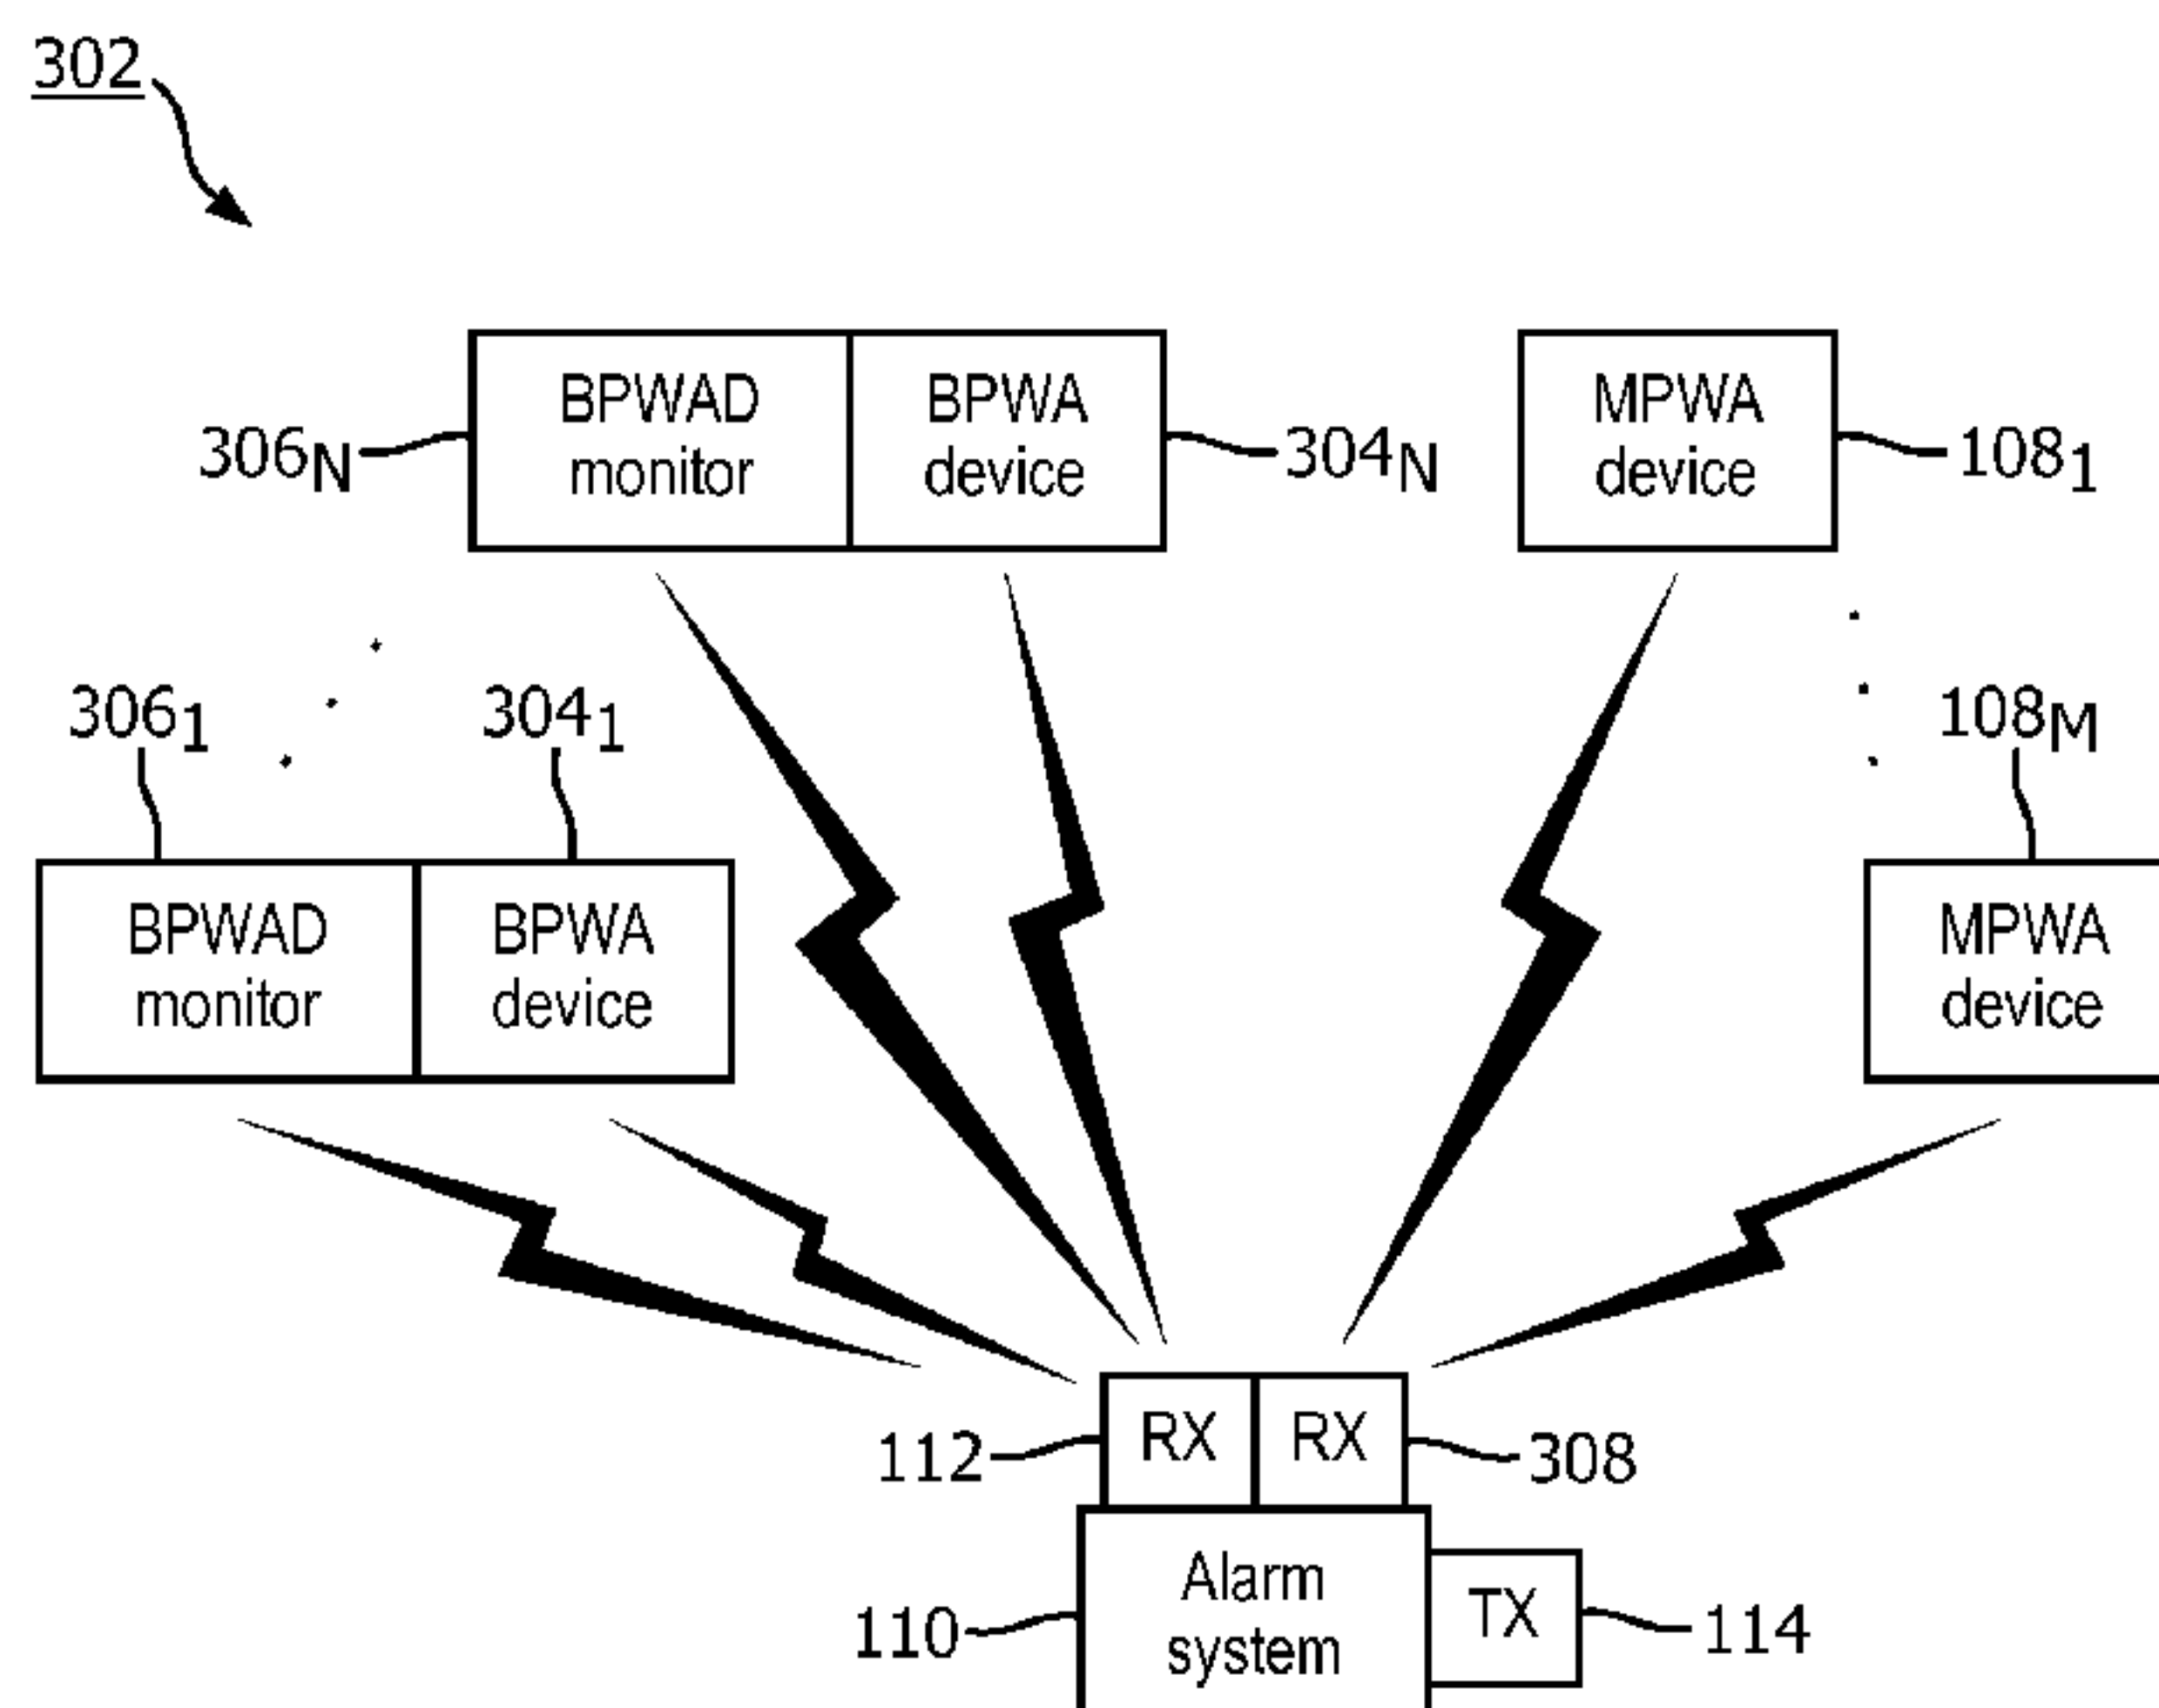 302
BPWAD monitor
BPWA device
MPWA device
306N
304N
1081
3061
3041
108M
BPWAD monitor
BPWA device
MPWA device
RX
RX
112
308
Alarm system
TX
110
114